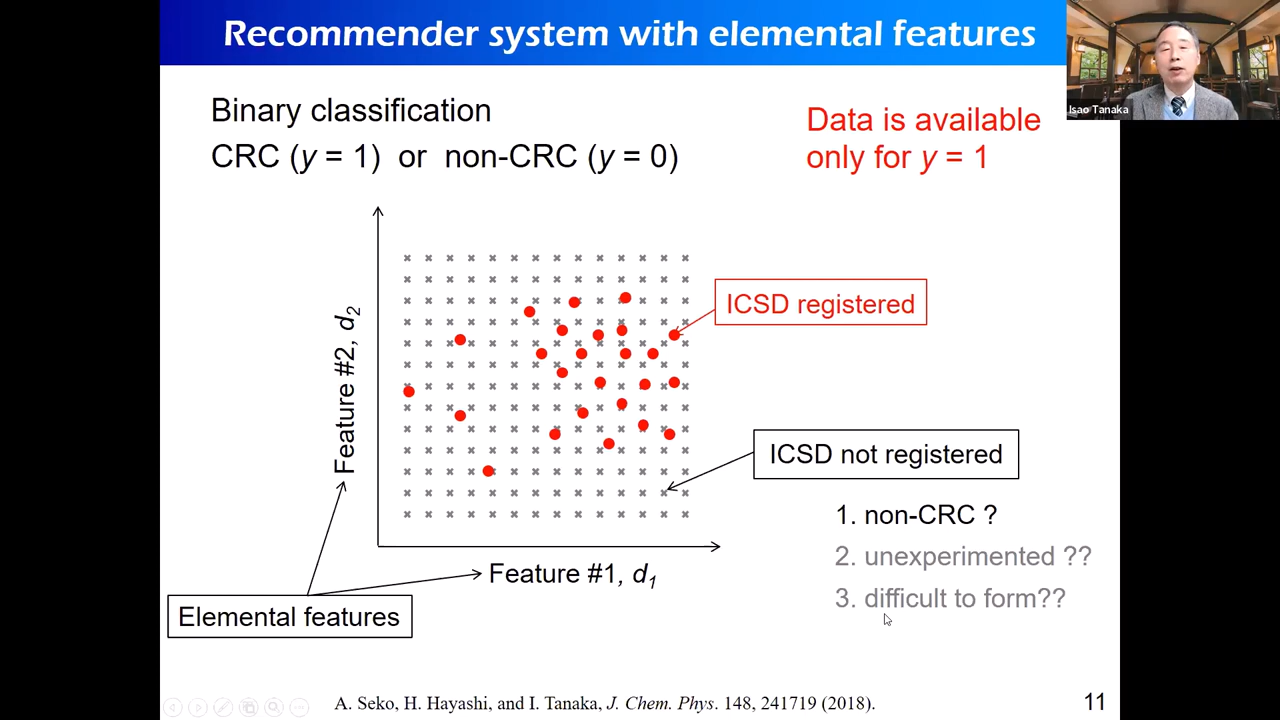 Recommender system with elemental features
Isao Tanaka
Binary classification
CRC (y = 1) or non-CRC (y = 0)
Data is available
only for y = 1
ICSD registered
Feature #2, d2
ICSD not registered
1. non-CRC ?
2. unexperimented ??
3. difficult to form??
Feature #1, d1
Elemental features
A. Seko, H. Hayashi, and I. Tanaka, J. Chem. Phys. 148, 241719 (2018).
11